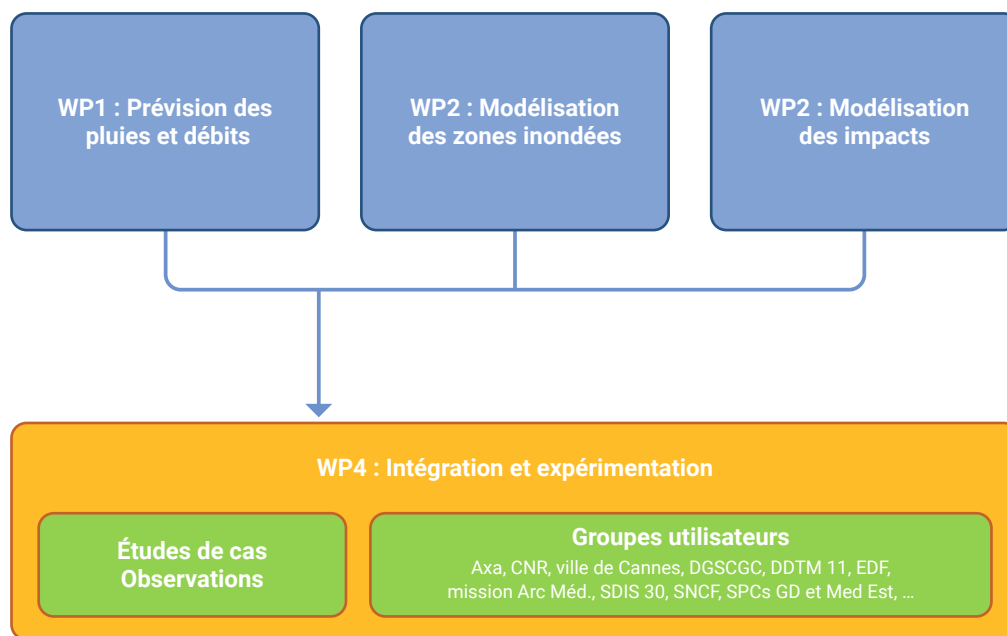 WP1 : Prévision des
pluies et débits
WP2 : Modélisation
des zones inondées
WP2 : Modélisation
des impacts
WP4 : Intégration et expérimentation
Études de cas
Observations
Groupes utilisateurs
Axa, CNR, ville de Cannes, DGSCGC, DDTM 11, EDF,
mission Arc Méd., SDIS 30, SNCF, SPCs GD et Med Est, ...